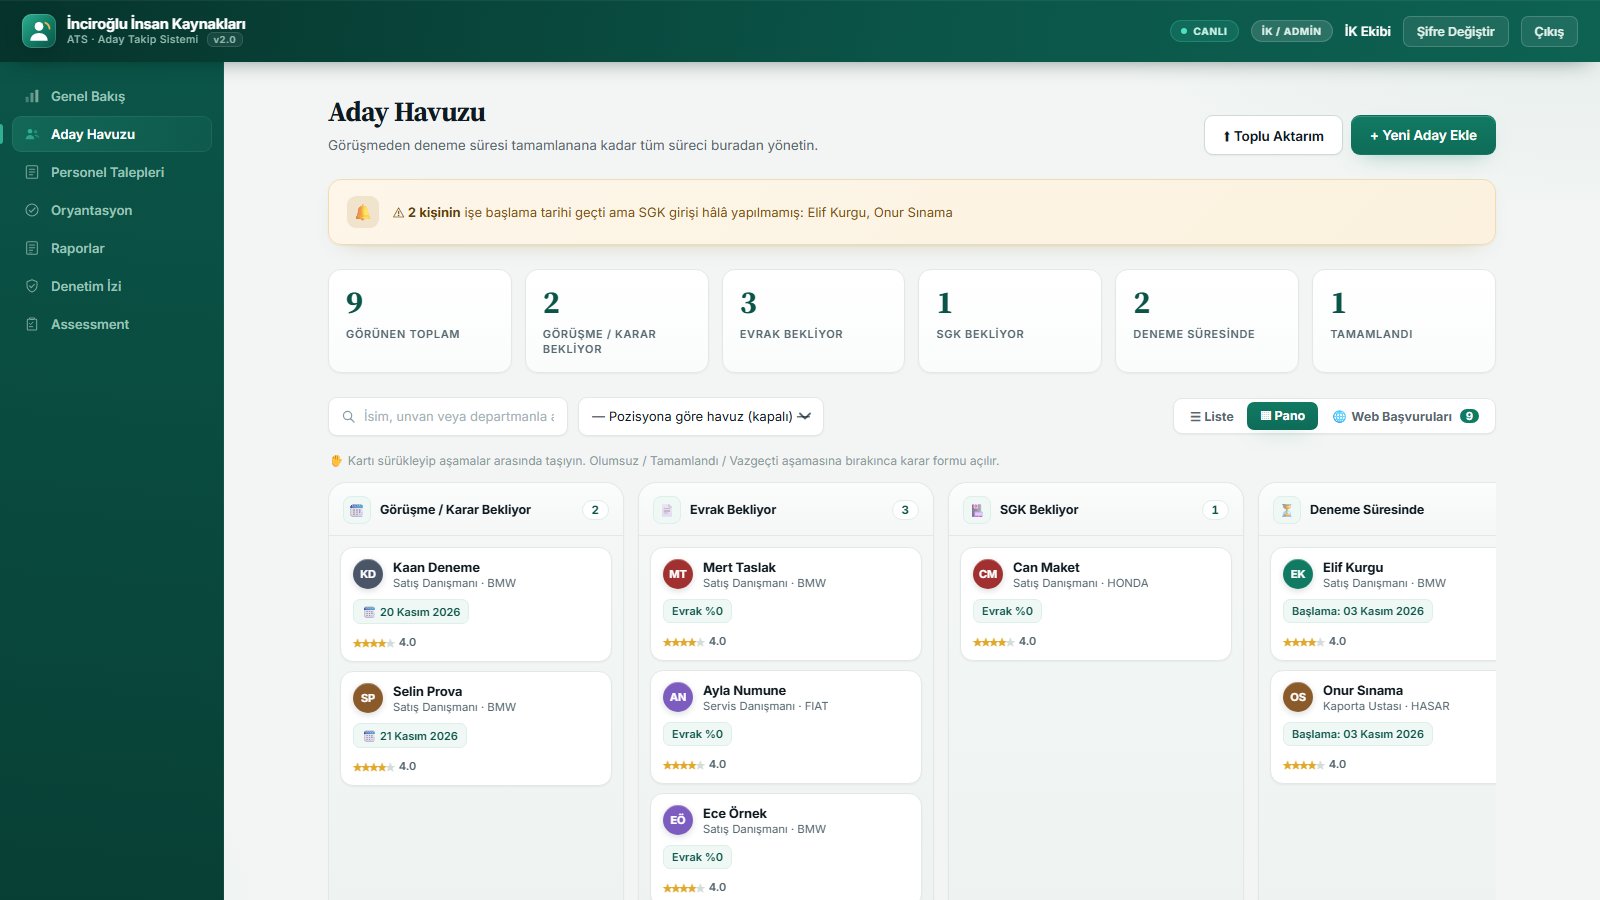 İnciroğlu İnsan Kaynakları
ATS · Aday Takip Sistemi v2.0
CANLI
İK / ADMIN
İK Ekibi
Şifre Değiştir
Çıkış
Genel Bakış
Aday Havuzu
Personel Talepleri
Oryantasyon
Raporlar
Denetim İzi
Assessment
Aday Havuzu
Görüşmeden deneme süresi tamamlanana kadar tüm süreci buradan yönetin.
⬆ Toplu Aktarım
+ Yeni Aday Ekle
⚠ 2 kişinin işe başlama tarihi geçti ama SGK girişi hâlâ yapılmamış: Elif Kurgu, Onur Sınama
9
GÖRÜNEN TOPLAM
2
GÖRÜŞME / KARAR
BEKLİYOR
3
EVRAK BEKLİYOR
1
SGK BEKLİYOR
2
DENEME SÜRESİNDE
1
TAMAMLANDI
İsim, unvan veya departmanla a
— Pozisyona göre havuz (kapalı) —
☰ Liste
▦ Pano
Web Başvuruları 9
Kartı sürükleyip aşamalar arasında taşıyın. Olumsuz / Tamamlandı / Vazgeçti aşamasına bırakınca karar formu açılır.
Görüşme / Karar Bekliyor 2
Kaan Deneme
KD
Satış Danışmanı · BMW
20 Kasım 2026
★★★★★ 4.0
Selin Prova
SP
Satış Danışmanı · BMW
21 Kasım 2026
★★★★★ 4.0
Evrak Bekliyor 3
Mert Taslak
MT
Satış Danışmanı · BMW
Evrak %0
★★★★★ 4.0
Ayla Numune
AN
Servis Danışmanı · FIAT
Evrak %0
★★★★★ 4.0
Ece Örnek
EÖ
Satış Danışmanı · BMW
Evrak %0
★★★★★ 4.0
SGK Bekliyor 1
Can Maket
CM
Satış Danışmanı · HONDA
Evrak %0
★★★★★ 4.0
Deneme Süresinde
Elif Kurgu
EK
Satış Danışmanı · BMW
Başlama: 03 Kasım 2026
★★★★★ 4.0
Onur Sınama
OS
Kaporta Ustası · HASAR
Başlama: 03 Kasım 2026
★★★★★ 4.0